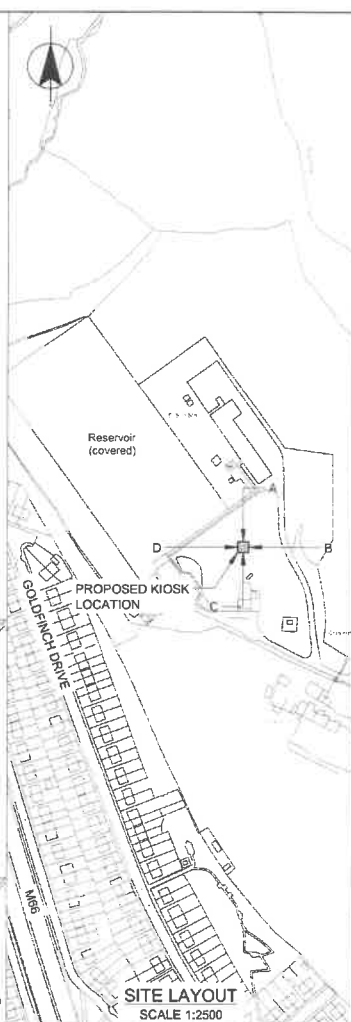 Reservoir
(covered)
A
D
B
PROPOSED KIOSK
LOCATION
C
GOLDFINCH DRIVE
M66
SITE LAYOUT
SCALE 1:2500